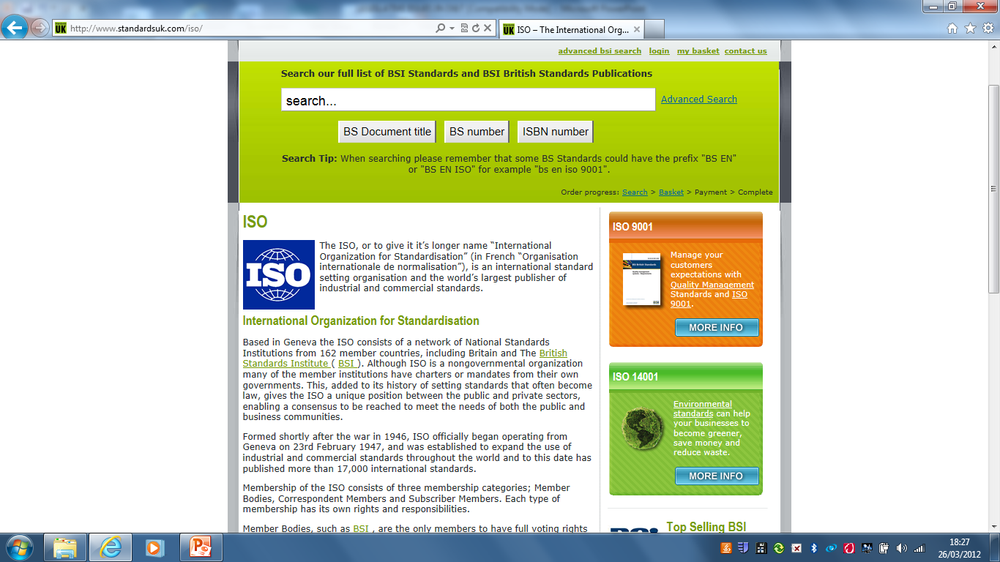 http://www.standardsuk.com/iso/
ISO – The International Org...
advanced bsi search login my basket contact us
Search our full list of BSI Standards and BSI British Standards Publications
search...
Advanced Search
BS Document title BS number ISBN number
Search Tip: When searching please remember that some BS Standards could have the prefix "BS EN"
or "BS EN ISO" for example "bs en iso 9001".
Order progress: Search > Basket > Payment > Complete
ISO
ISO
The ISO, or to give it it’s longer name “International
Organization for Standardisation” (in French “Organisation
internationale de normalisation”), is an international standard
setting organisation and the world’s largest publisher of
industrial and commercial standards.
International Organization for Standardisation
Based in Geneva the ISO consists of a network of National Standards
Institutions from 162 member countries, including Britain and The British
Standards Institute ( BSI ). Although ISO is a nongovernmental organization
many of the member institutions have charters or mandates from their own
governments. This, added to its history of setting standards that often become
law, gives the ISO a unique position between the public and private sectors,
enabling a consensus to be reached to meet the needs of both the public and
business communities.
Formed shortly after the war in 1946, ISO officially began operating from
Geneva on 23rd February 1947, and was established to expand the use of
industrial and commercial standards throughout the world and to this date has
published more than 17,000 international standards.
Membership of the ISO consists of three membership categories; Member
Bodies, Correspondent Members and Subscriber Members. Each type of
membership has its own rights and responsibilities.
Member Bodies, such as BSI , are the only members to have full voting rights
ISO 9001
Manage your
customers
expectations with
Quality Management
Standards and ISO
9001.
MORE INFO
ISO 14001
Environmental
standards can help
your businesses to
become greener,
save money and
reduce waste.
MORE INFO
Top Selling BSI
18:27
26/03/2012